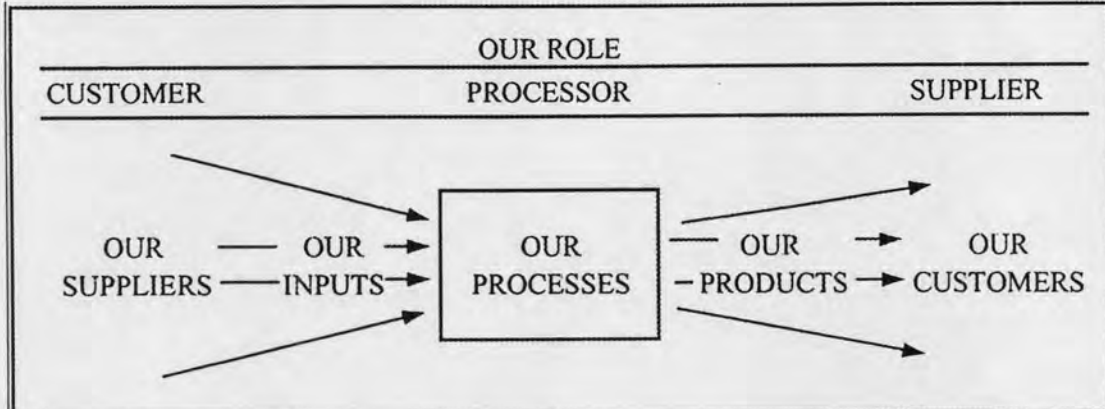 OUR ROLE
CUSTOMER PROCESSOR SUPPLIER
OUR OUR OUR OUR OUR
SUPPLIERS INPUTS PROCESSES PRODUCTS CUSTOMERS